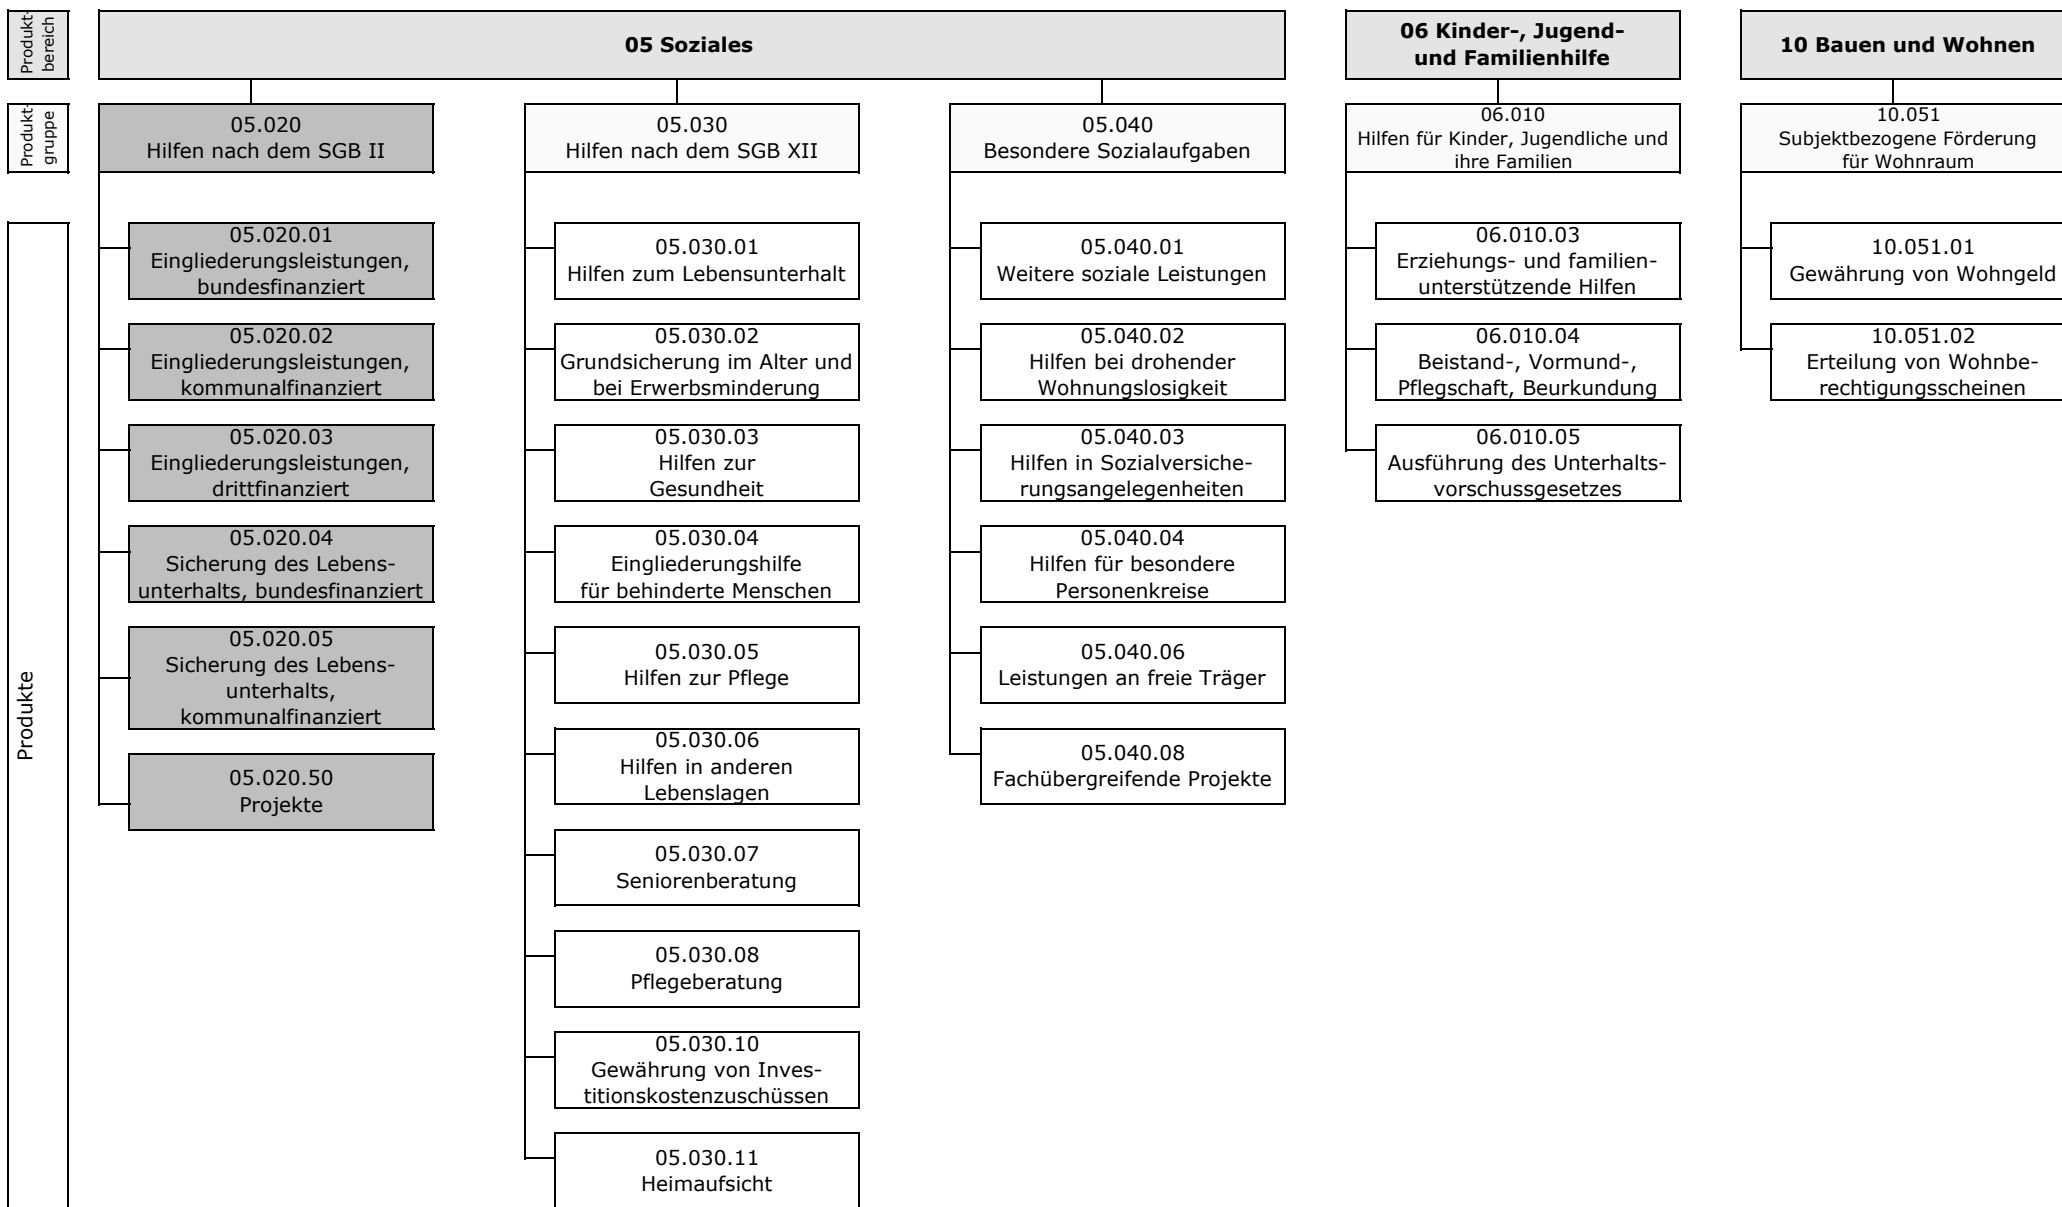 Produkt-
bereich
05 Soziales
06 Kinder-, Jugend-
und Familienhilfe
10 Bauen und Wohnen
Produkt-
gruppe
05.020
Hilfen nach dem SGB II
05.030
Hilfen nach dem SGB XII
05.040
Besondere Sozialaufgaben
06.010
Hilfen für Kinder, Jugendliche und
ihre Familien
10.051
Subjektbezogene Förderung
für Wohnraum
Produkte
05.020.01
Eingliederungsleistungen,
bundesfinanziert
05.020.02
Eingliederungsleistungen,
kommunalfinanziert
05.020.03
Eingliederungsleistungen,
drittfinanziert
05.020.04
Sicherung des Lebens-
unterhalts, bundesfinanziert
05.020.05
Sicherung des Lebens-
unterhalts,
kommunalfinanziert
05.020.50
Projekte
05.030.01
Hilfen zum Lebensunterhalt
05.030.02
Grundsicherung im Alter und
bei Erwerbsminderung
05.030.03
Hilfen zur
Gesundheit
05.030.04
Eingliederungshilfe
für behinderte Menschen
05.030.05
Hilfen zur Pflege
05.030.06
Hilfen in anderen
Lebenslagen
05.030.07
Seniorenberatung
05.030.08
Pflegeberatung
05.030.10
Gewährung von Inves-
titionskostenzuschüssen
05.030.11
Heimaufsicht
05.040.01
Weitere soziale Leistungen
05.040.02
Hilfen bei drohender
Wohnungslosigkeit
05.040.03
Hilfen in Sozialversiche-
rungsangelegenheiten
05.040.04
Hilfen für besondere
Personenkreise
05.040.06
Leistungen an freie Träger
05.040.08
Fachübergreifende Projekte
06.010.03
Erziehungs- und familien-
unterstützende Hilfen
06.010.04
Beistand-, Vormund-,
Pflegschaft, Beurkundung
06.010.05
Ausführung des Unterhalts-
vorschussgesetzes
10.051.01
Gewährung von Wohngeld
10.051.02
Erteilung von Wohnbe-
rechtigungsscheinen